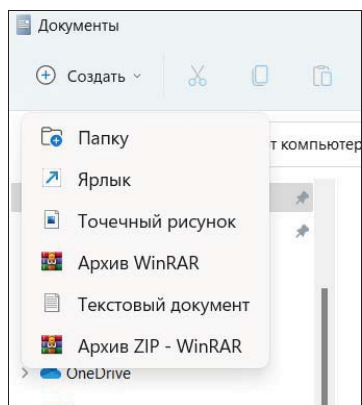 Документы
Создать
Папку
т компьютер
Ярлык
Точечный рисунок
Архив WinRAR
Текстовый документ
Архив ZIP - WinRAR
OneDrive